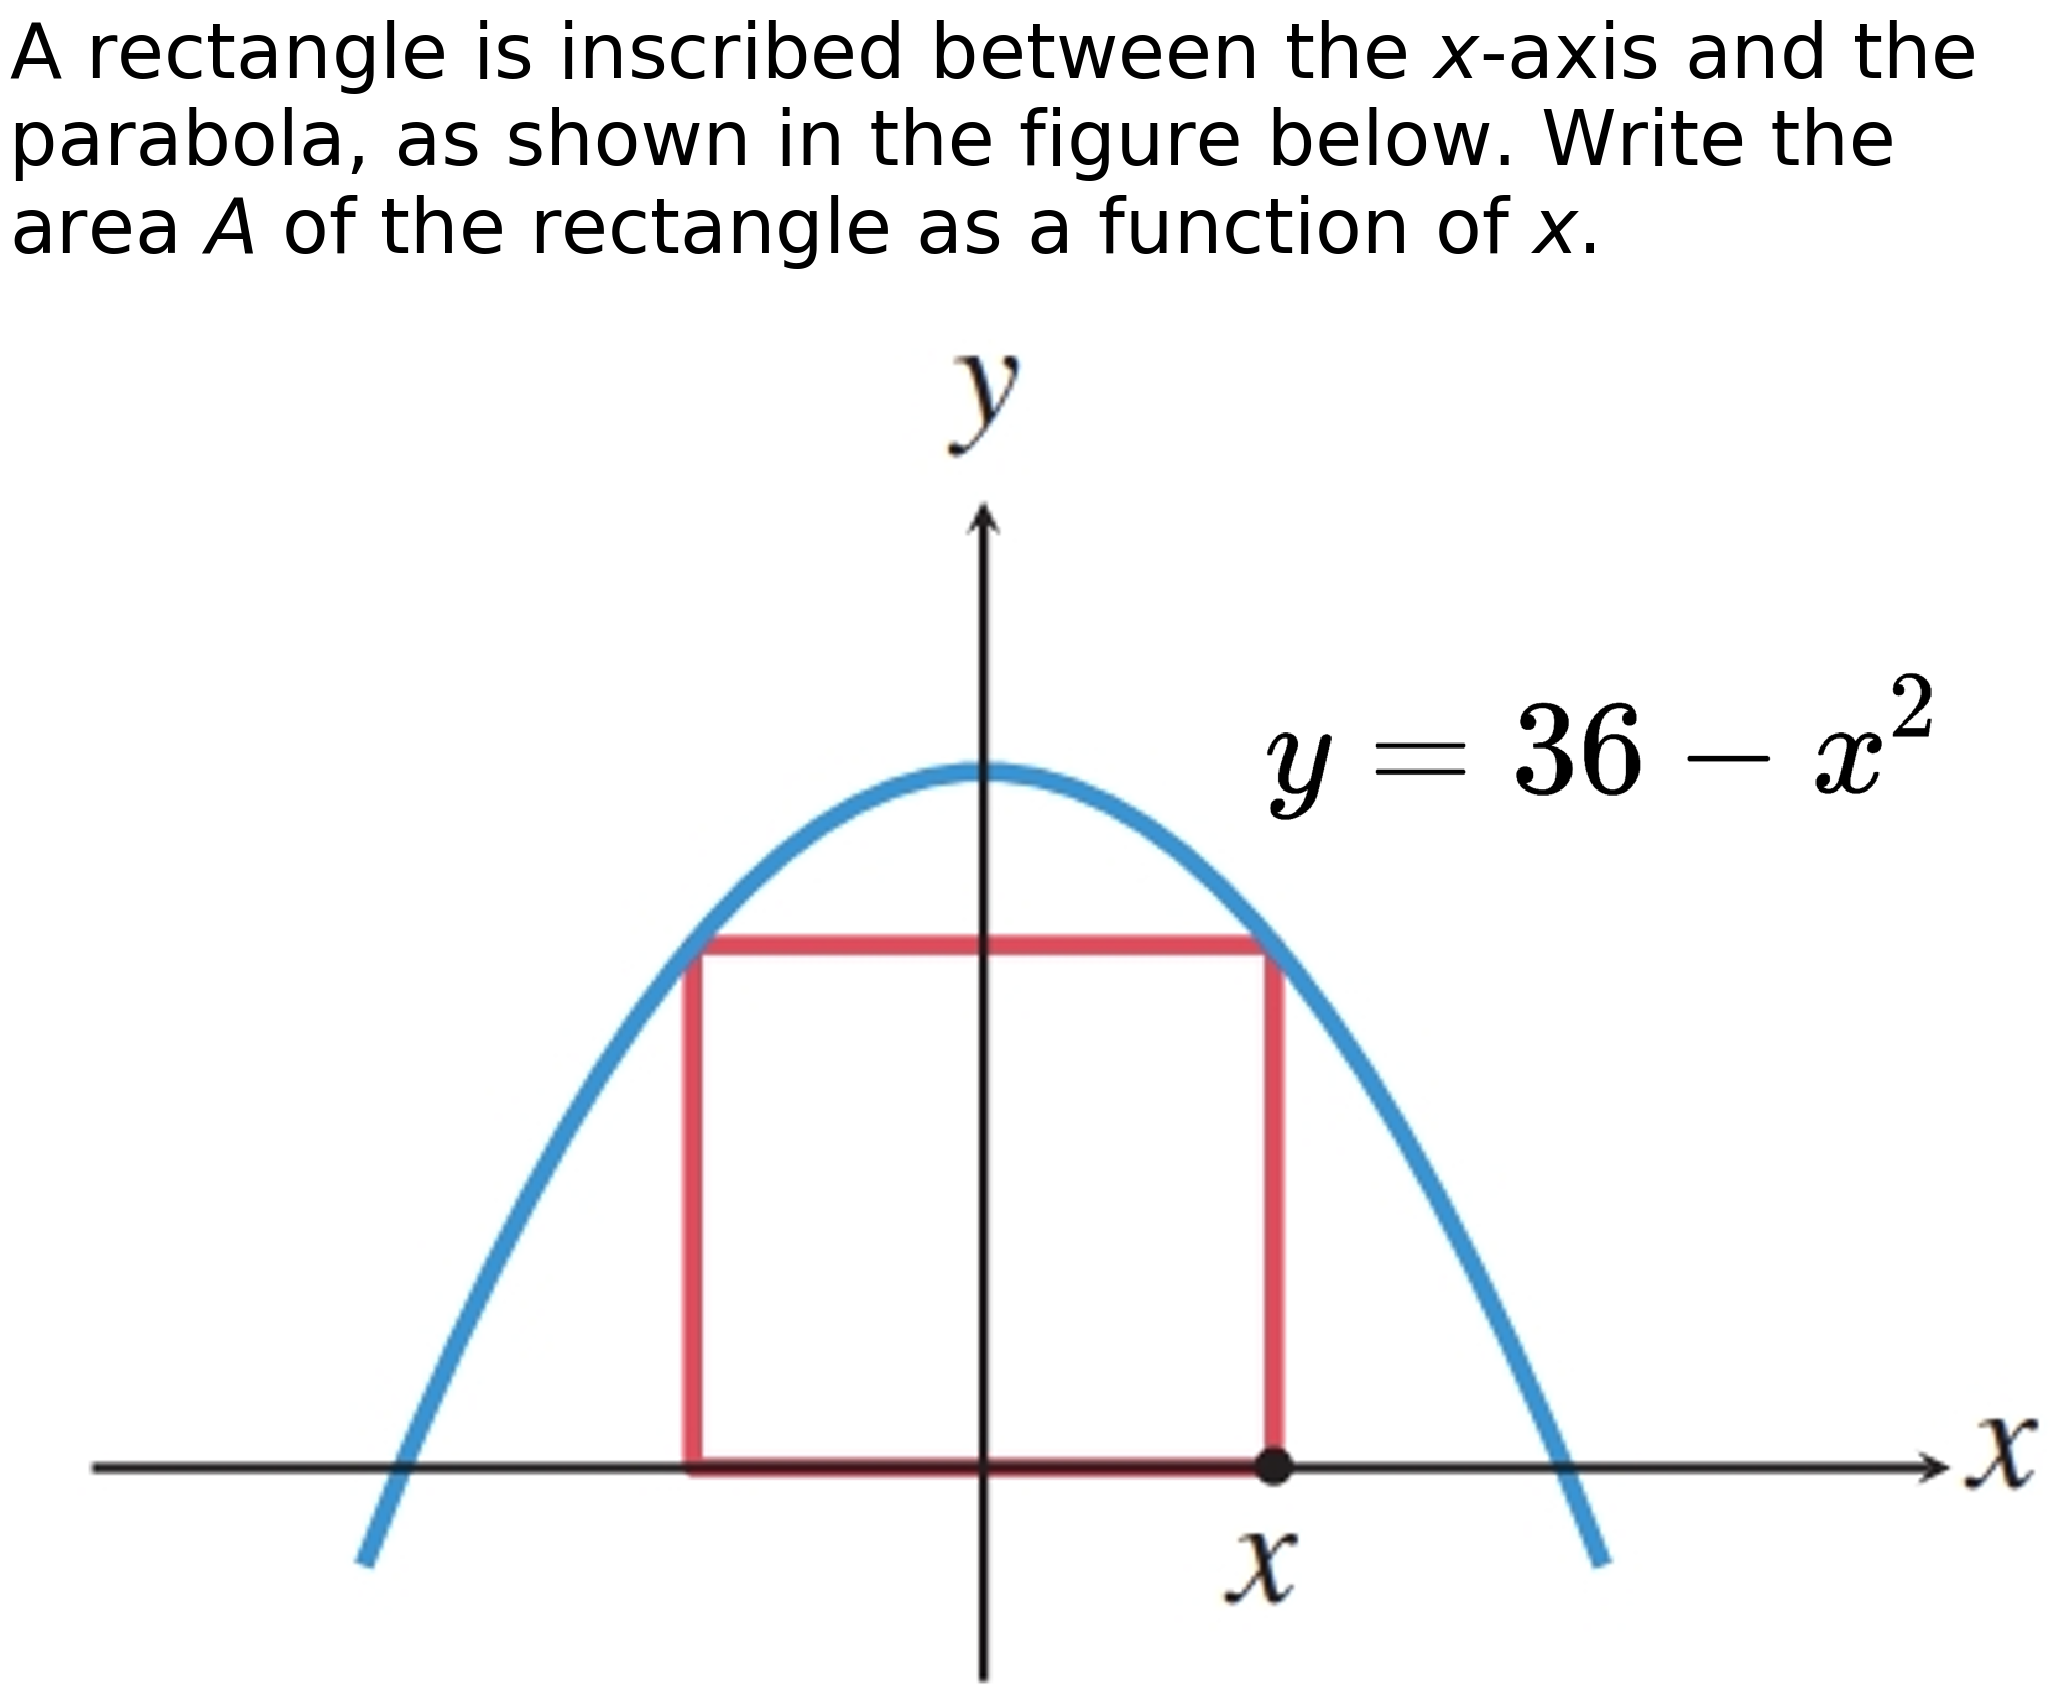 A rectangle is inscribed between the x-axis and the
parabola, as shown in the figure below. Write the
area A of the rectangle as a function of x.
y
y = 36 − x²
x
x